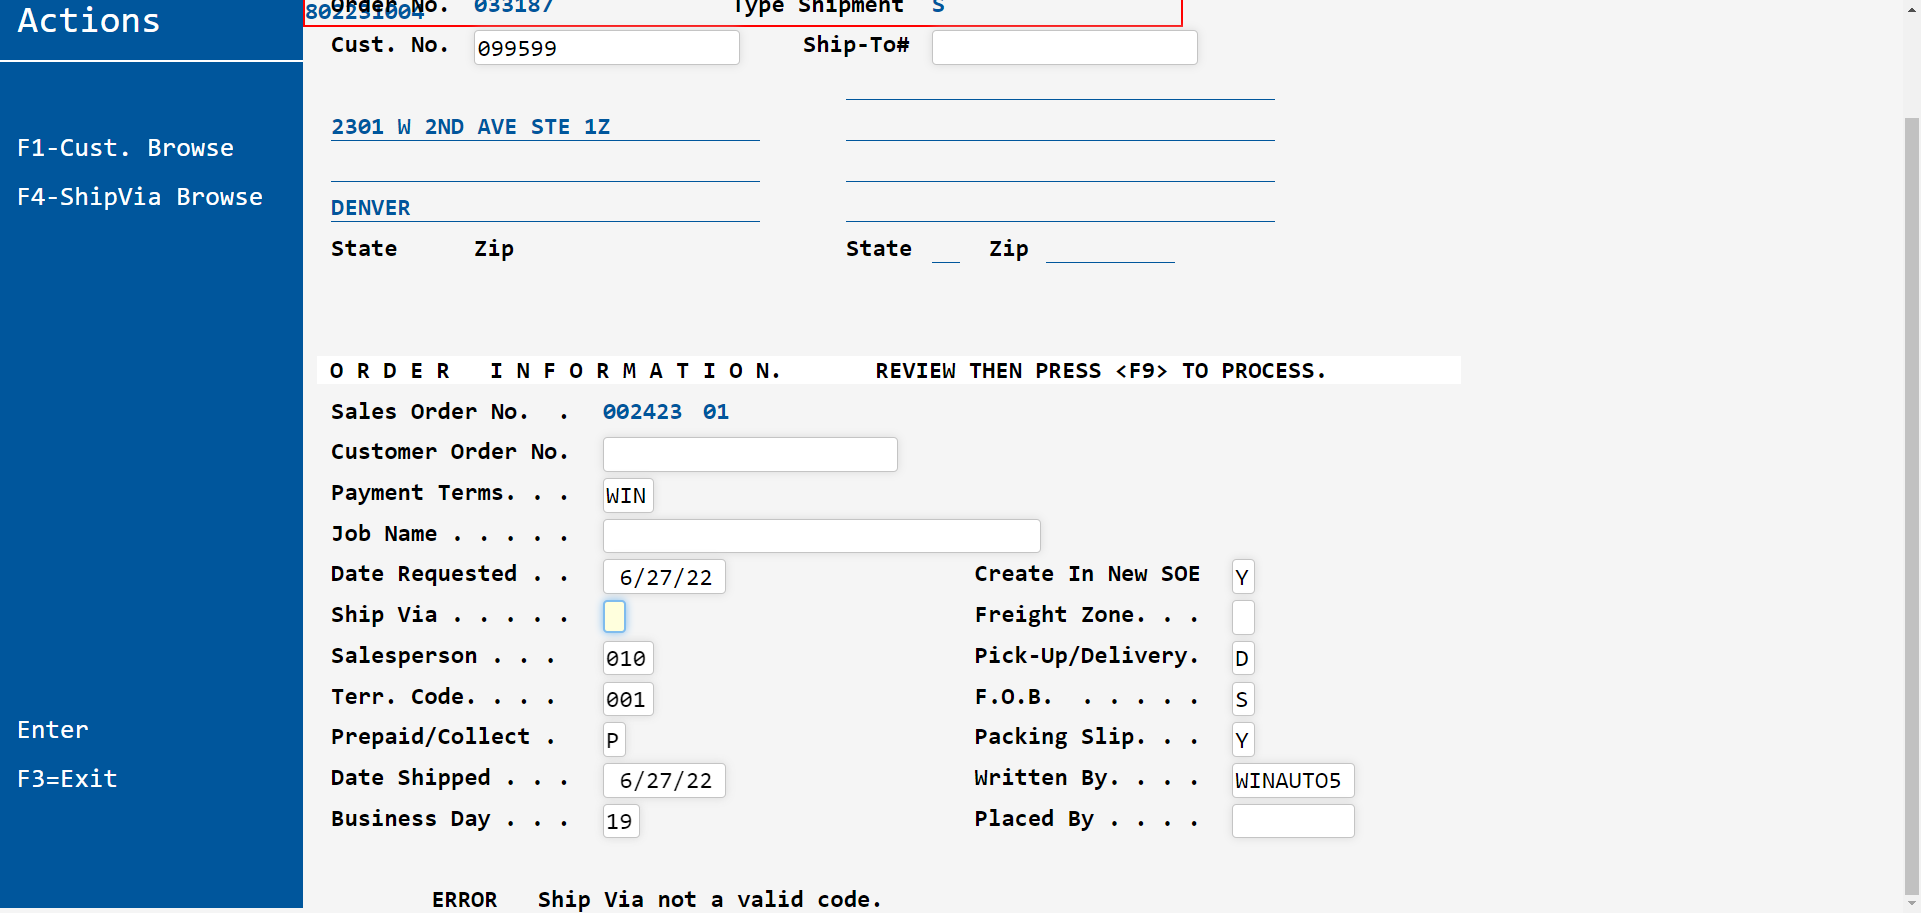 Actions
F1-Cust. Browse
F4-ShipVia Browse
Enter
F3=Exit
802231004
Order No. 033187 Type Shipment S
Cust. No. 099599 Ship-To#
2301 W 2ND AVE STE 1Z
DENVER
State Zip State Zip
O R D E R I N F O R M A T I O N. REVIEW THEN PRESS <F9> TO PROCESS.
Sales Order No. . 002423 01
Customer Order No.
Payment Terms. . . WIN
Job Name . . . . .
Date Requested . . 6/27/22 Create In New SOE Y
Ship Via . . . . . Freight Zone. . .
Salesperson . . . 010 Pick-Up/Delivery. D
Terr. Code. . . . 001 F.O.B. . . . . . S
Prepaid/Collect . P Packing Slip. . . Y
Date Shipped . . . 6/27/22 Written By. . . . WINAUTO5
Business Day . . . 19 Placed By . . . .
ERROR Ship Via not a valid code.